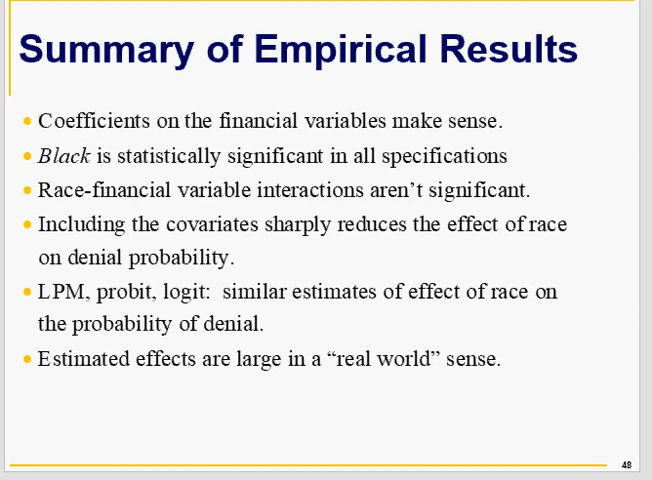 Summary of Empirical Results
• Coefficients on the financial variables make sense.
• Black is statistically significant in all specifications
• Race-financial variable interactions aren’t significant.
• Including the covariates sharply reduces the effect of race
on denial probability.
• LPM, probit, logit:  similar estimates of effect of race on
the probability of denial.
• Estimated effects are large in a “real world” sense.
48